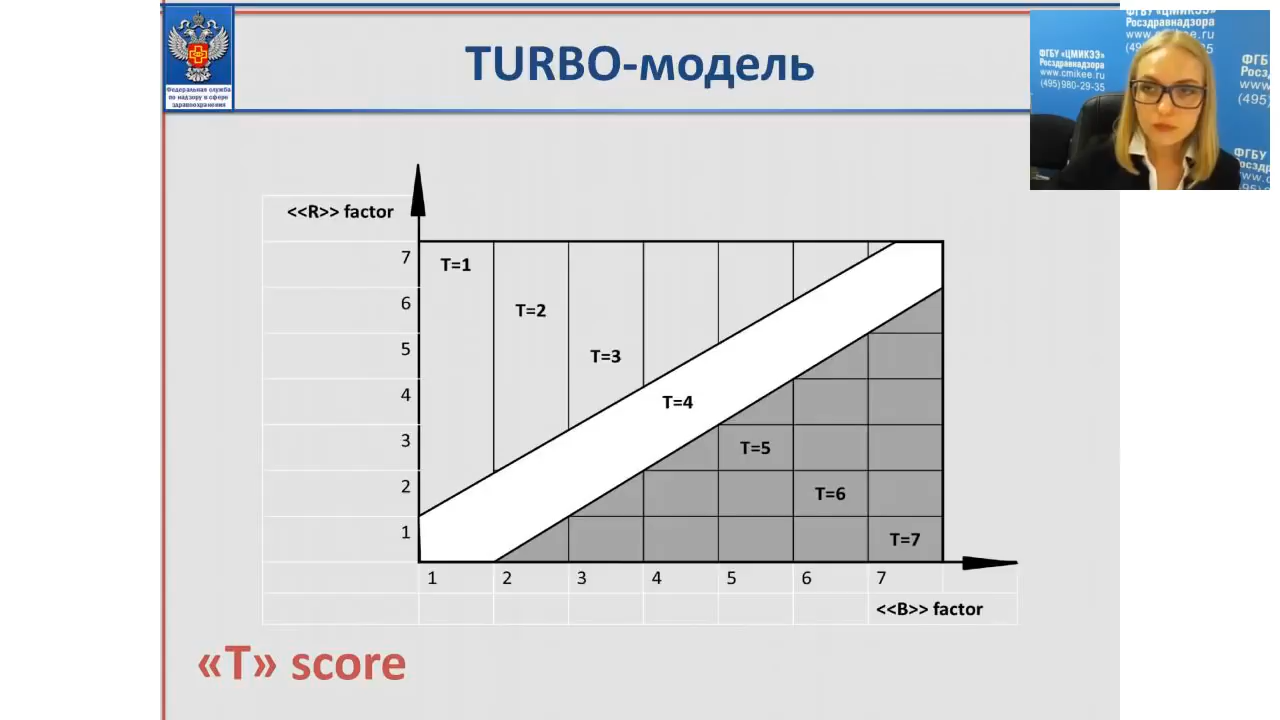 TURBO-модель
Федеральная служба
по надзору в сфере
здравоохранения
ФГБУ «ЦМИКЭЭ»
Росздравнадзора
www.cmikee.ru
(495)980-29-35
<<R>> factor
7
6
5
4
3
2
1
T=1
T=2
T=3
T=4
T=5
T=6
T=7
1 2 3 4 5 6 7
<<B>> factor
«T» score